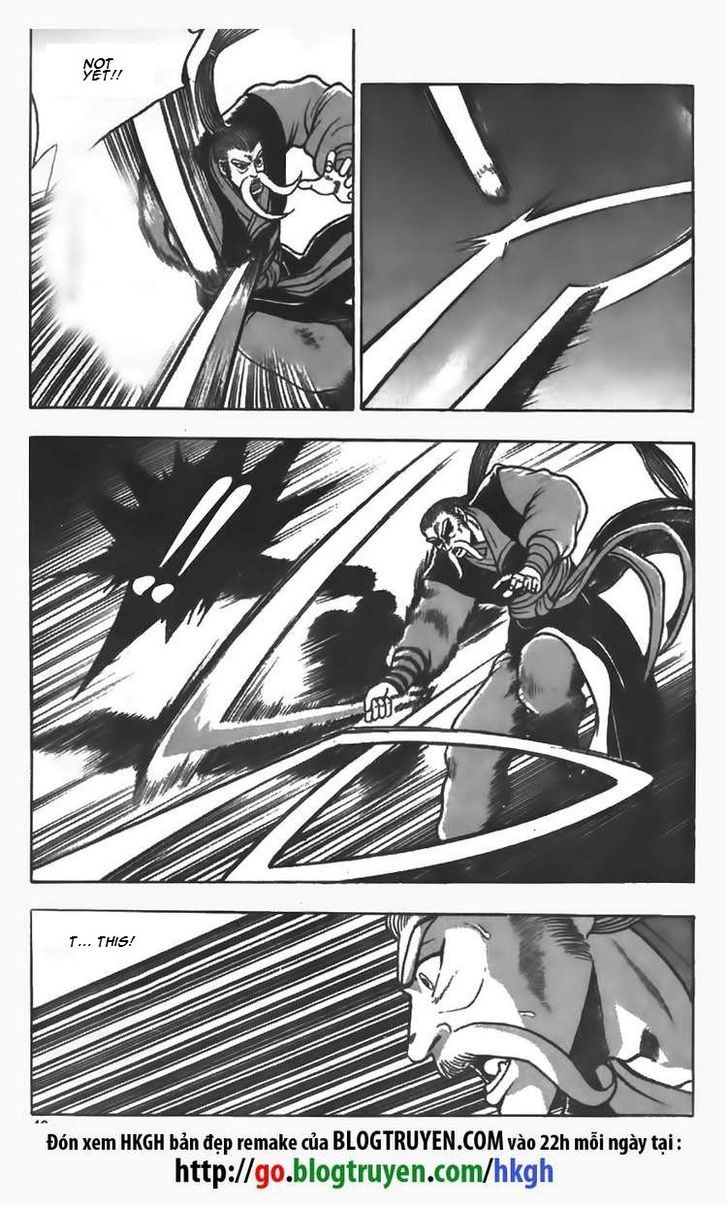 NOT
YET!!
!!
T... THIS!
Đón xem HKGH bản đẹp remake của BLOGTRUYEN.COM vào 22h mỗi ngày tại :
http://go.blogtruyen.com/hkgh